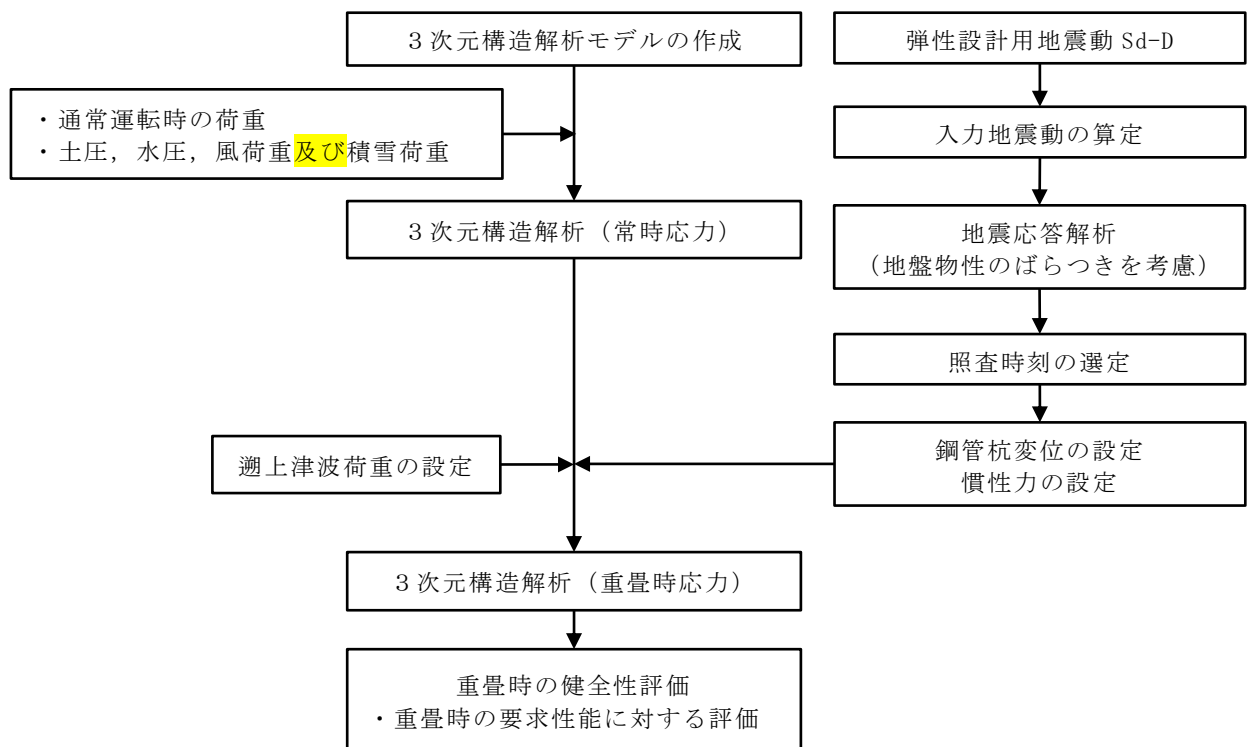 ３次元構造解析モデルの作成
・通常運転時の荷重
・土圧，水圧，風荷重及び積雪荷重
３次元構造解析（常時応力）
弾性設計用地震動 Sd-D
入力地震動の算定
地震応答解析
（地盤物性のばらつきを考慮）
照査時刻の選定
鋼管杭変位の設定
慣性力の設定
遡上津波荷重の設定
３次元構造解析（重畳時応力）
重畳時の健全性評価
・重畳時の要求性能に対する評価